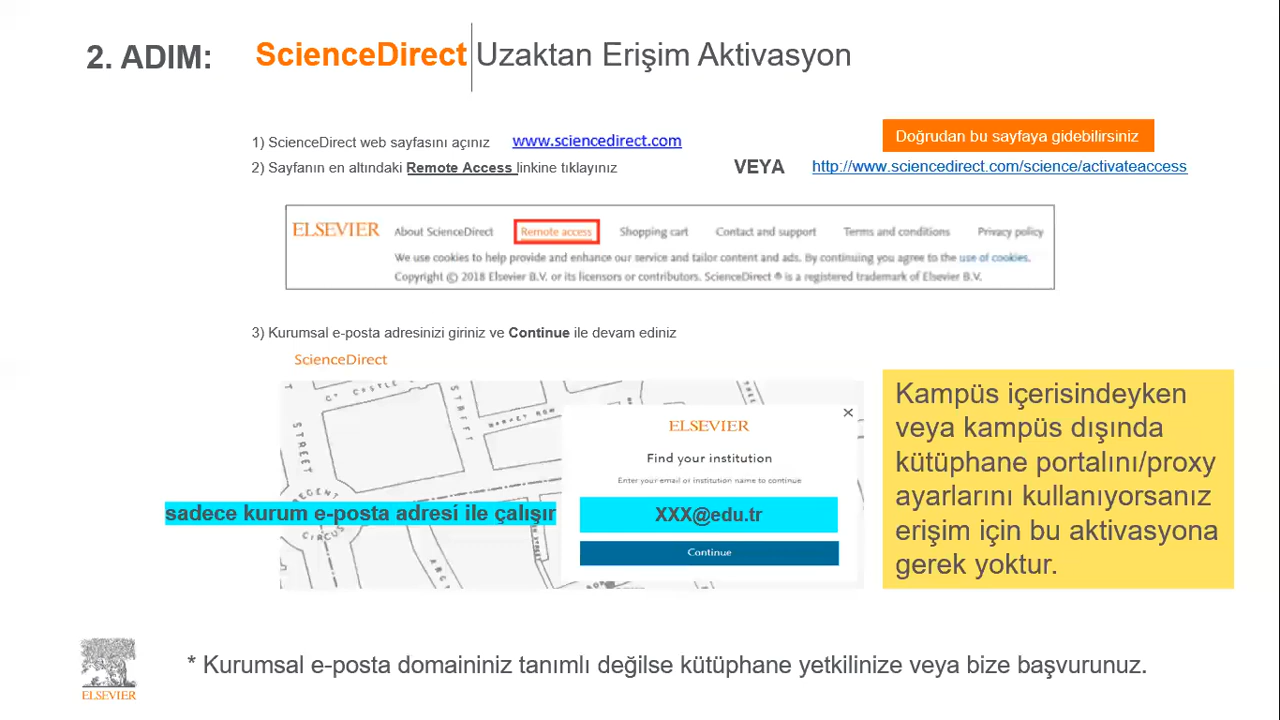 2. ADIM: ScienceDirect Uzaktan Erişim Aktivasyon
1) ScienceDirect web sayfasını açınız www.sciencedirect.com
2) Sayfanın en altındaki Remote Access linkine tıklayınız
Doğrudan bu sayfaya gidebilirsiniz
VEYA http://www.sciencedirect.com/science/activateaccess
ELSEVIER About ScienceDirect Remote access Shopping cart Contact and support Terms and conditions Privacy policy
We use cookies to help provide and enhance our service and tailor content and ads. By continuing you agree to the use of cookies.
Copyright © 2018 Elsevier B.V. or its licensors or contributors. ScienceDirect ® is a registered trademark of Elsevier B.V.
3) Kurumsal e-posta adresinizi giriniz ve Continue ile devam ediniz
ScienceDirect
CASTLE
STREET
STREET
MARKET ROW
REGENT
CIRCUS
ELSEVIER
Find your institution
Enter your email or institution name to continue
sadece kurum e-posta adresi ile çalışır
XXX@edu.tr
Continue
Kampüs içerisindeyken
veya kampüs dışında
kütüphane portalını/proxy
ayarlarını kullanıyorsanız
erişim için bu aktivasyona
gerek yoktur.
ELSEVIER
* Kurumsal e-posta domaininiz tanımlı değilse kütüphane yetkilinize veya bize başvurunuz.